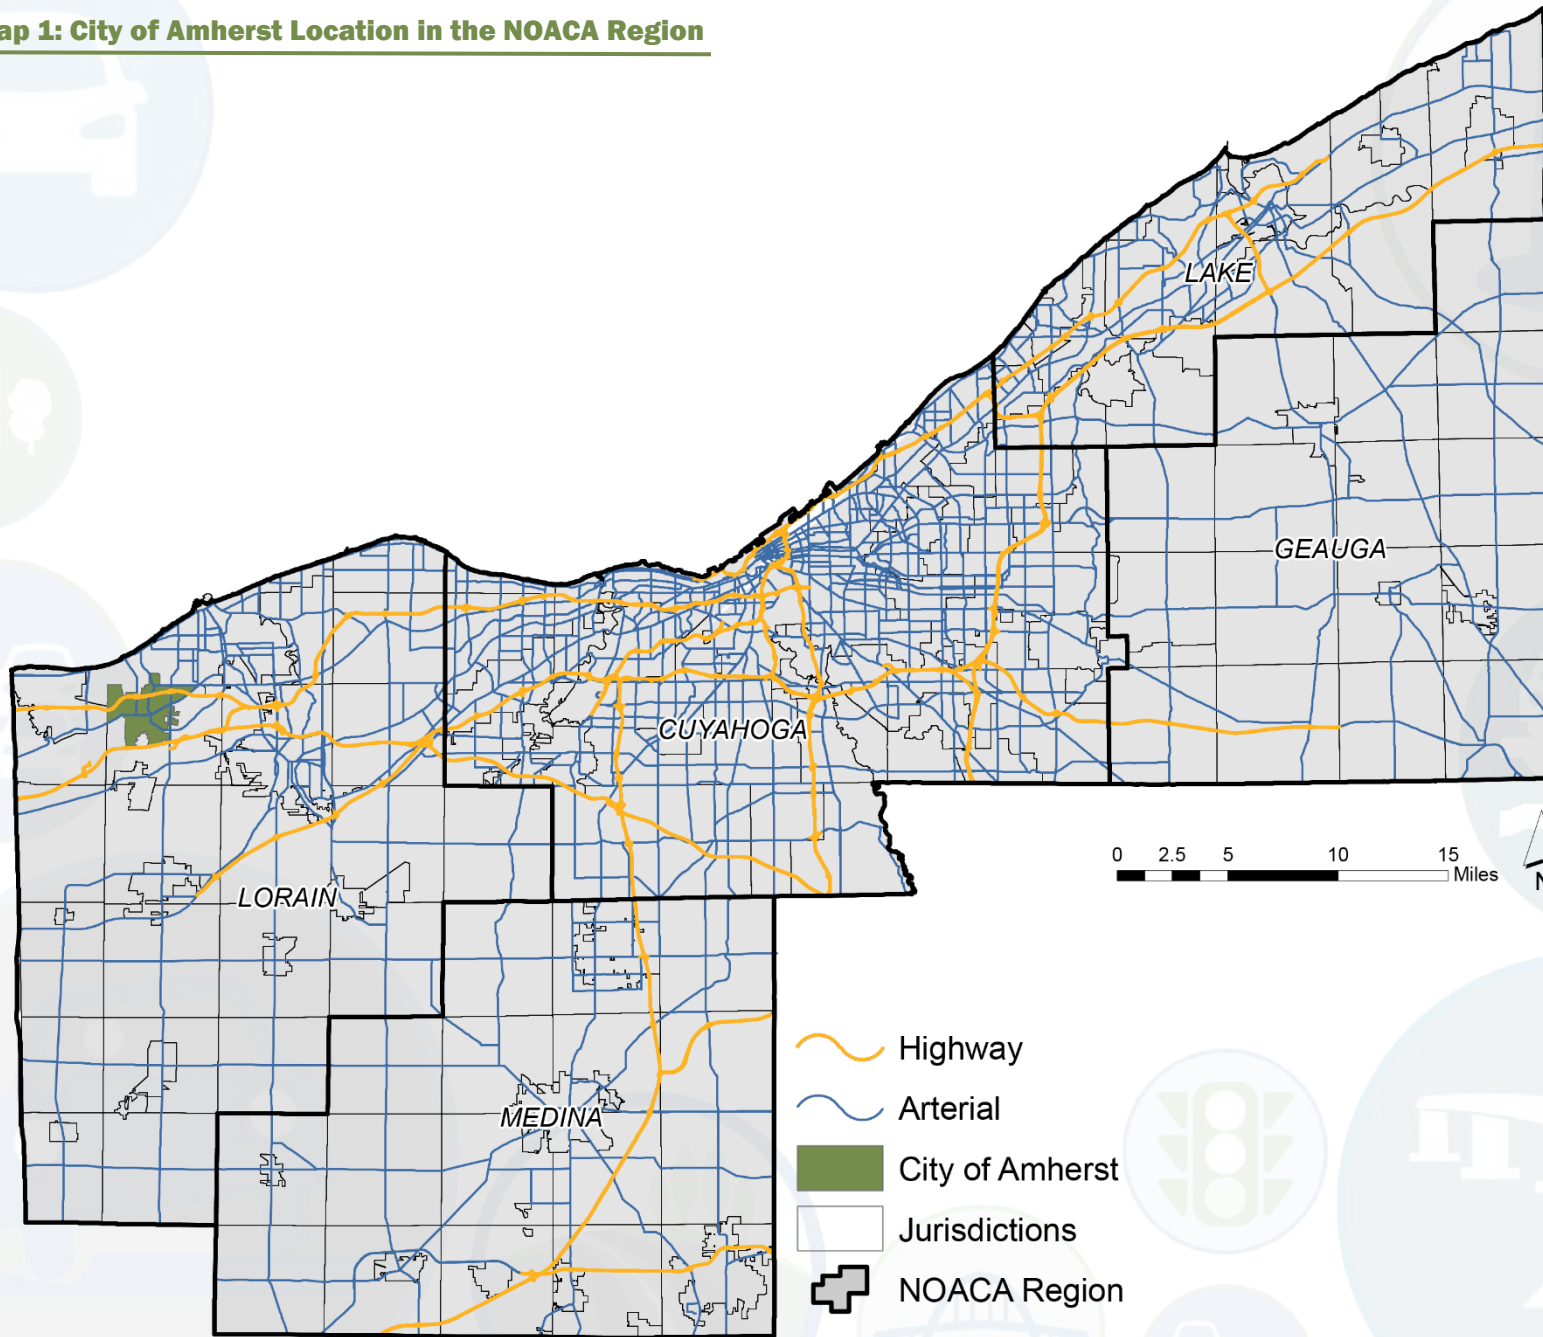 ap 1: City of Amherst Location in the NOACA Region
LAKE
GEAUGA
CUYAHOGA
LORAIN
MEDINA
0 2.5 5 10 15
Miles
N
Highway
Arterial
City of Amherst
Jurisdictions
NOACA Region